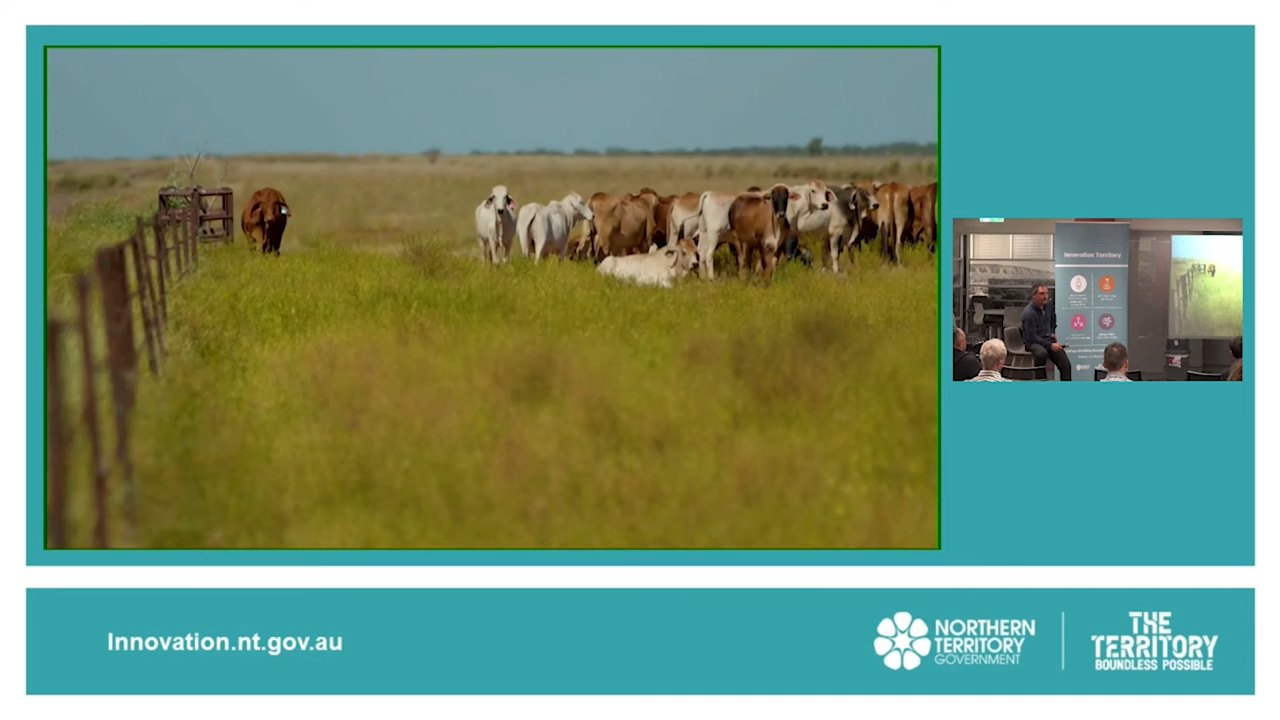 Innovation Territory
Innovation.nt.gov.au
NORTHERN
TERRITORY
GOVERNMENT
THE
TERRITORY
BOUNDLESS POSSIBLE